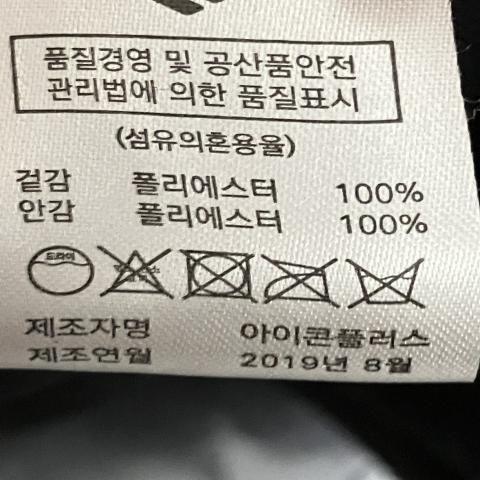 품질경영 및 공산품안전
관리법에 의한 품질표시
(섬유의혼용율)
겉감 폴리에스터 100%
안감 폴리에스터 100%
드라이
제조자명 아이콘플러스
제조연월 2019년 8월